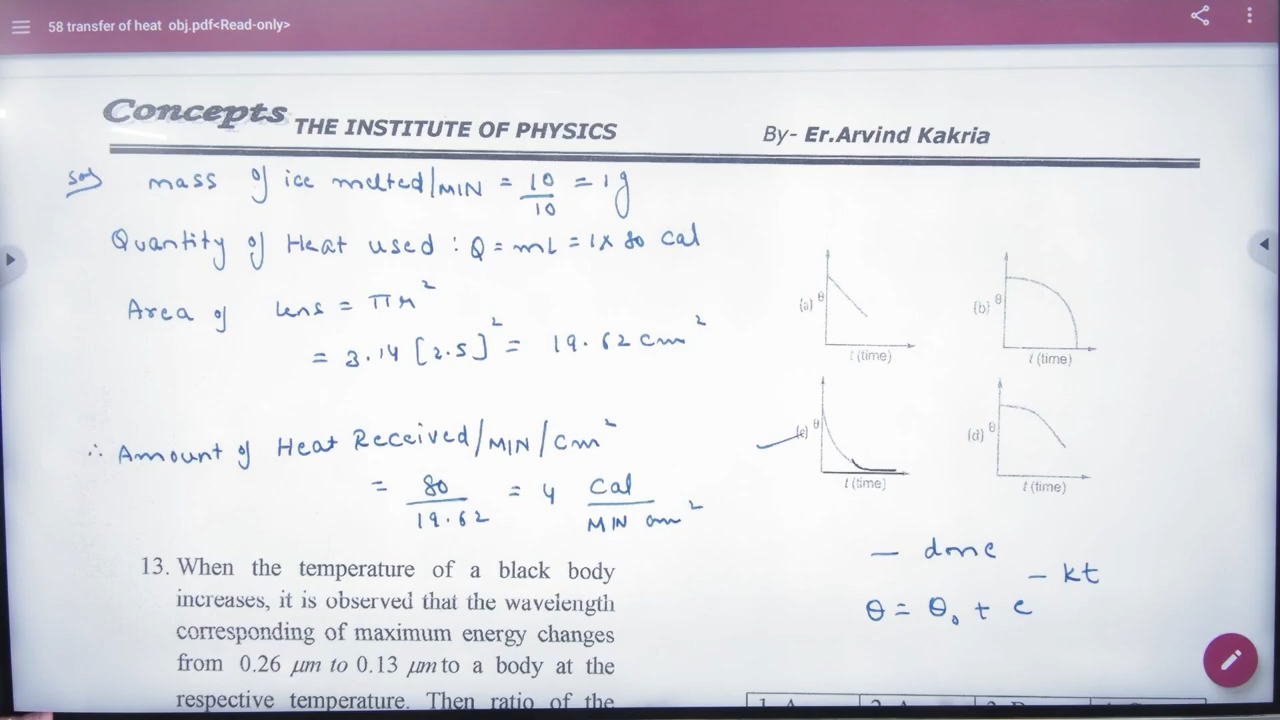 58 transfer of heat obj.pdf<Read-only>
Concepts THE INSTITUTE OF PHYSICS By- Er.Arvind Kakria
Sol mass of ice melted/MIN = 10/10 = 1g
Quantity of Heat used : Q = mL = 1 x 80 cal
Area of lens = πr²
= 3.14 [2.5]² = 19.62 cm²
∴ Amount of Heat Received/MIN/cm²
= 80/19.62 = 4 Cal/MIN cm²
13. When the temperature of a black body
increases, it is observed that the wavelength
corresponding of maximum energy changes
from 0.26 μm to 0.13 μm to a body at the
respective temperature. Then ratio of the
(a) θ t (time)
(b) θ t (time)
(c) θ t (time)
(d) θ t (time)
— done
θ = θ₀ + e^-kt